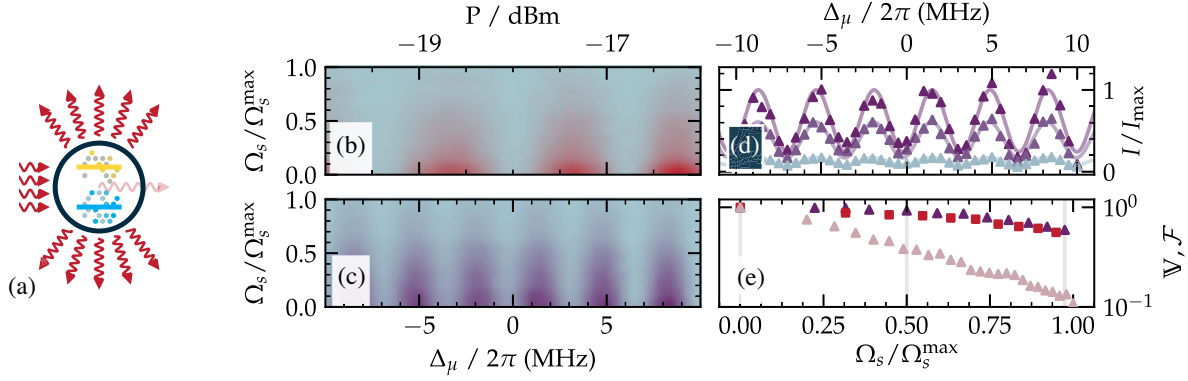 P / dBm
−19 −17
Ω_s/Ω_s^max
1.0
0.5
0.0
(b)
Ω_s/Ω_s^max
1.0
0.5
0.0
(c)
−5 0 5
Δ_μ / 2π (MHz)
(a)
Δ_μ / 2π (MHz)
−10 −5 0 5 10
(d)
1
0
I / I_max
(e)
10^0
10^−1
𝕍, ℱ
0.00 0.25 0.50 0.75 1.00
Ω_s/Ω_s^max